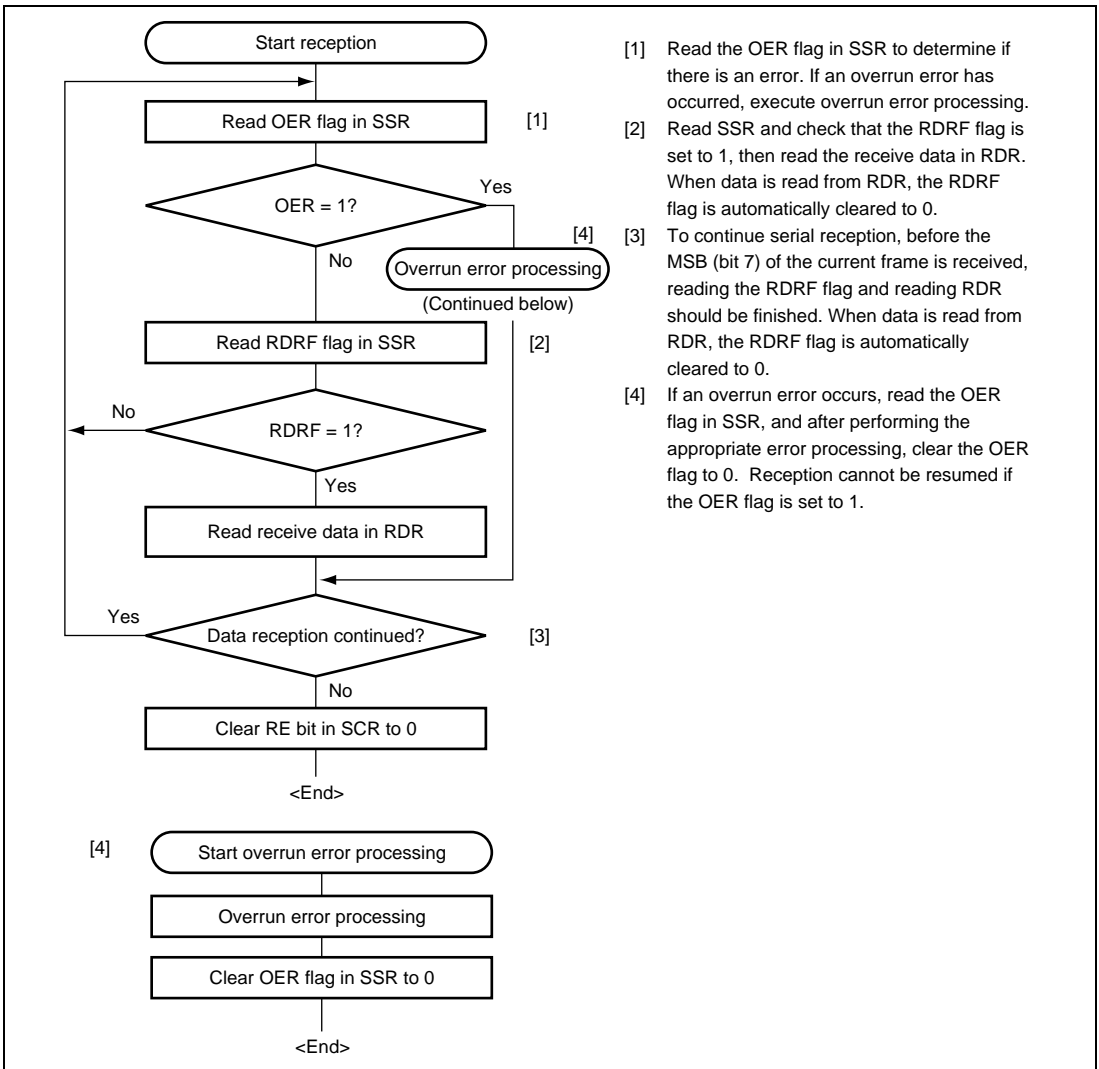 Start reception
Read OER flag in SSR
[1]
OER = 1?
Yes
No
[4]
Overrun error processing
(Continued below)
Read RDRF flag in SSR
[2]
No
RDRF = 1?
Yes
Read receive data in RDR
Yes
Data reception continued?
[3]
No
Clear RE bit in SCR to 0
<End>
[4]
Start overrun error processing
Overrun error processing
Clear OER flag in SSR to 0
<End>
[1] Read the OER flag in SSR to determine if
there is an error. If an overrun error has
occurred, execute overrun error processing.
[2] Read SSR and check that the RDRF flag is
set to 1, then read the receive data in RDR.
When data is read from RDR, the RDRF
flag is automatically cleared to 0.
[3] To continue serial reception, before the
MSB (bit 7) of the current frame is received,
reading the RDRF flag and reading RDR
should be finished. When data is read from
RDR, the RDRF flag is automatically
cleared to 0.
[4] If an overrun error occurs, read the OER
flag in SSR, and after performing the
appropriate error processing, clear the OER
flag to 0. Reception cannot be resumed if
the OER flag is set to 1.